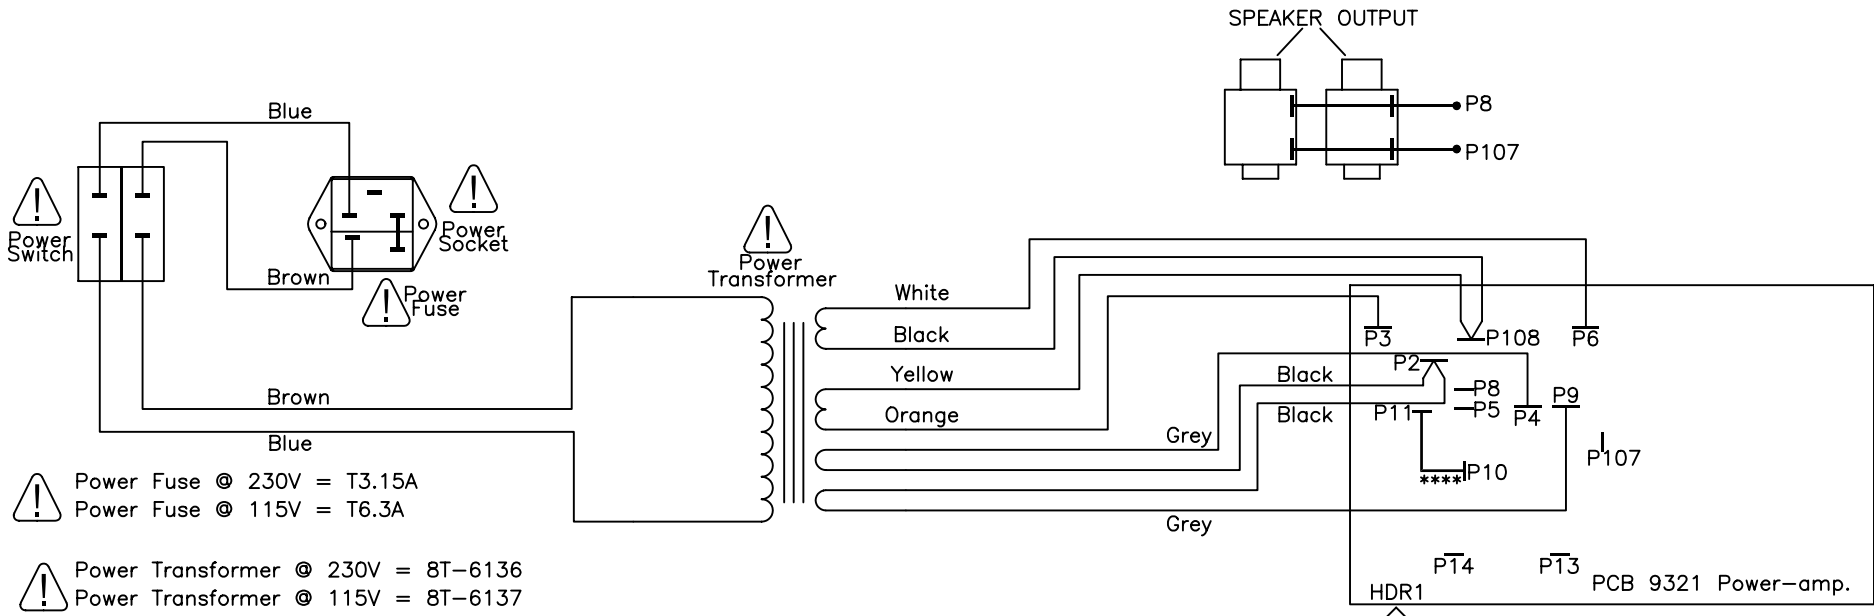 SPEAKER OUTPUT
P8
P107
Blue
Power
Switch
Power
Socket
Brown
Power
Fuse
Power
Transformer
White
Black
Yellow
Orange
Grey
Black
Black
Grey
P3
P108
P6
P2
P8
P5
P11
P4
P9
P107
P10
****
Brown
Blue
Power Fuse @ 230V = T3.15A
Power Fuse @ 115V = T6.3A
Power Transformer @ 230V = 8T-6136
Power Transformer @ 115V = 8T-6137
P14
P13
HDR1
PCB 9321 Power-amp.